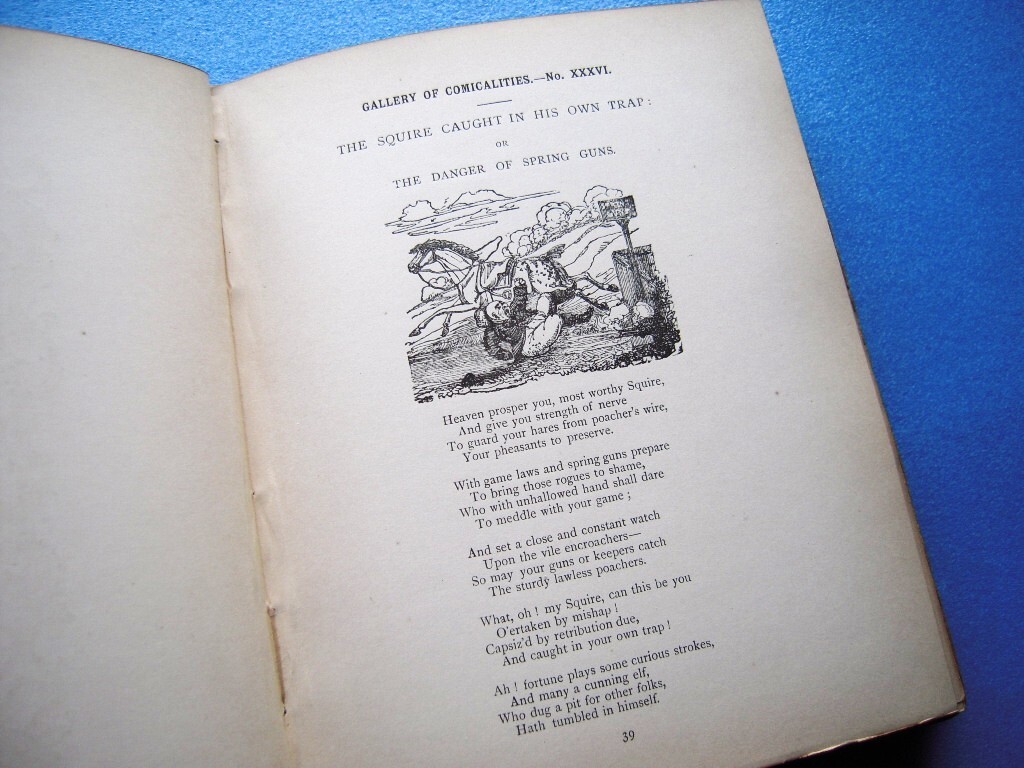 GALLERY OF COMICALITIES.—No. XXXVI.
THE SQUIRE CAUGHT IN HIS OWN TRAP:
OR
THE DANGER OF SPRING GUNS.
Heaven prosper you, most worthy Squire,
And give you strength of nerve
To guard your hares from poacher's wire,
Your pheasants to preserve.
With game laws and spring guns prepare
To bring those rogues to shame,
Who with unhallowed hand shall dare
To meddle with your game;
And set a close and constant watch
Upon the vile encroachers—
So may your guns or keepers catch
The sturdy lawless poachers.
What, oh! my Squire, can this be you
O'ertaken by mishap!
Capsiz'd by retribution due,
And caught in your own trap!
Ah! fortune plays some curious strokes,
And many a cunning elf,
Who dug a pit for other folks,
Hath tumbled in himself.
39